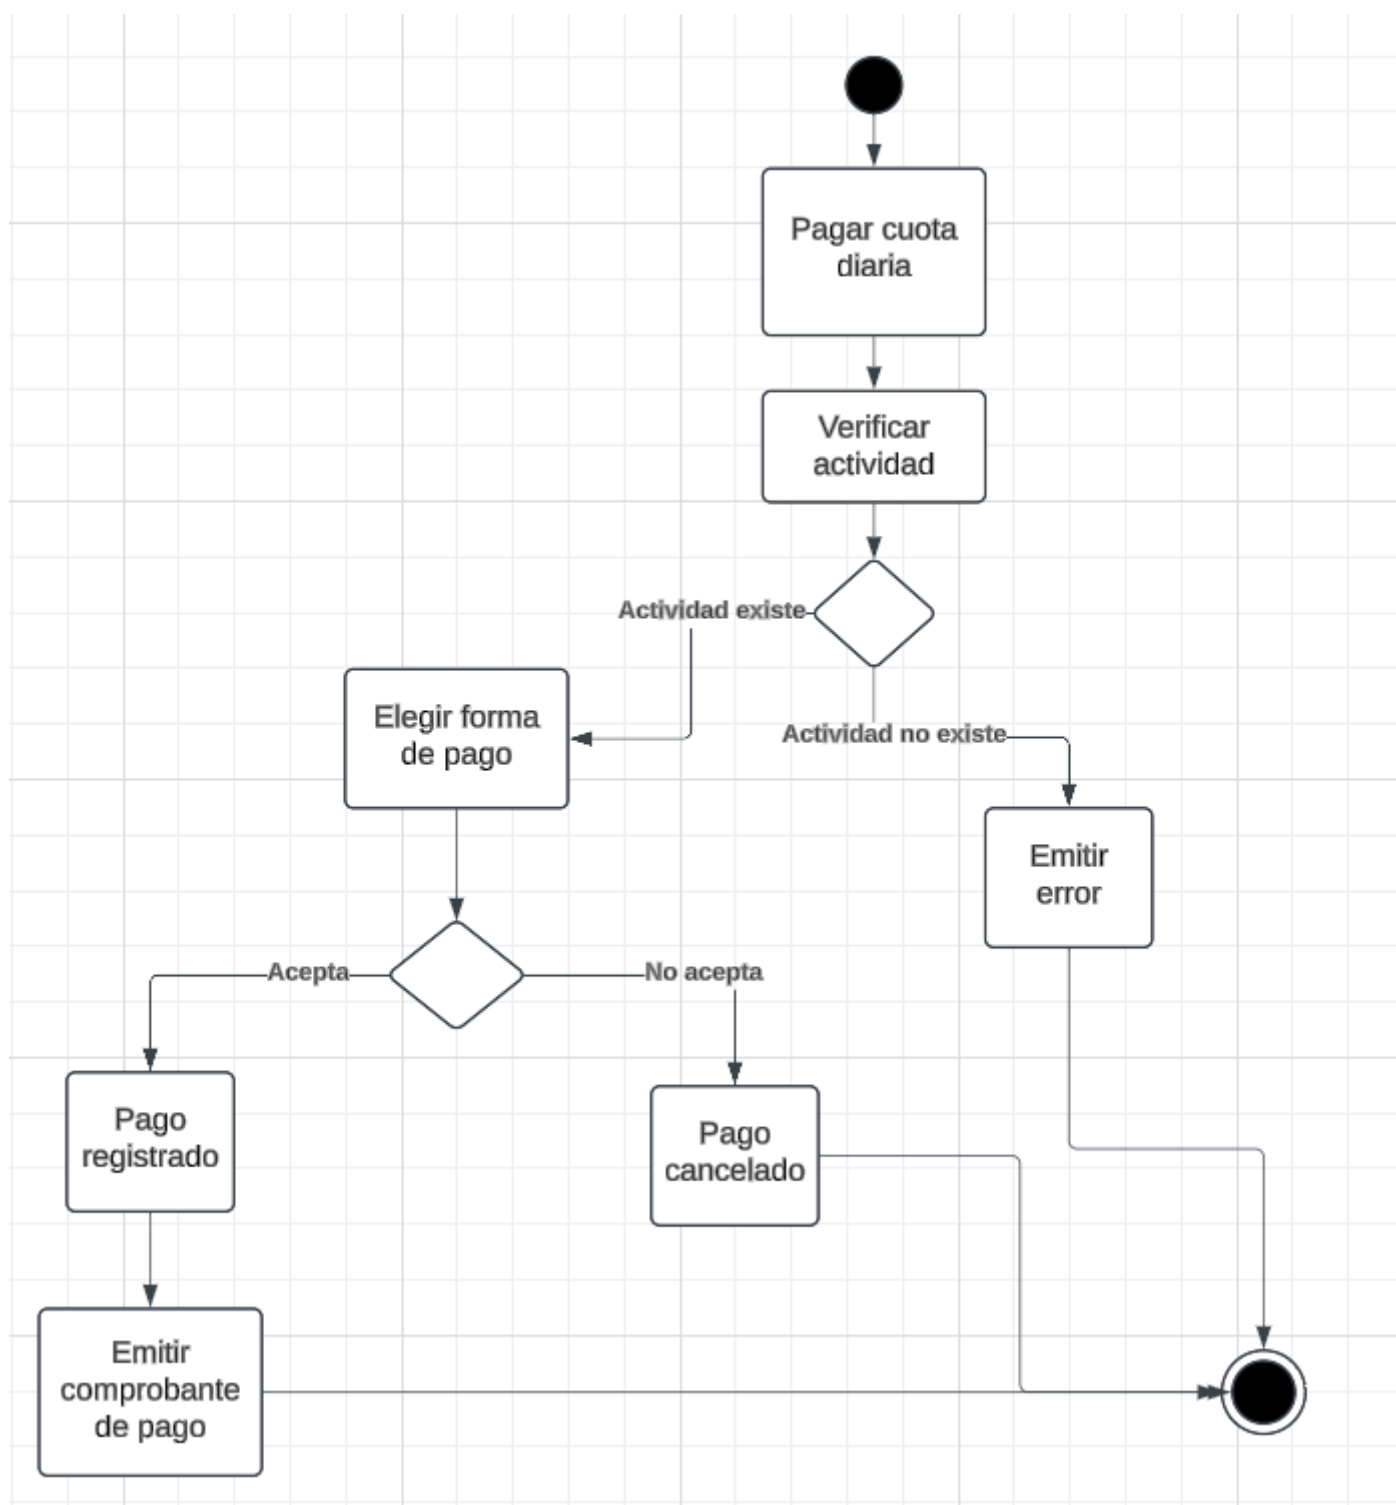 Pagar cuota
diaria
Verificar
actividad
Actividad existe
Elegir forma
de pago
Actividad no existe
Emitir
error
Acepta
No acepta
Pago
registrado
Pago
cancelado
Emitir
comprobante
de pago